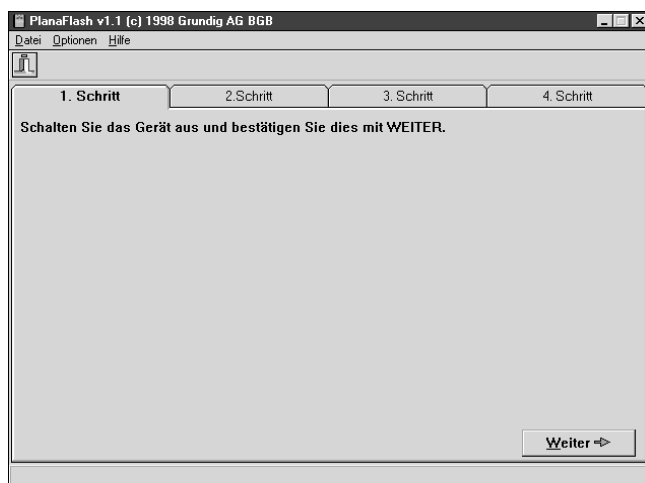 PlanaFlash v1.1 (c) 1998 Grundig AG BGB
Datei Optionen Hilfe
1. Schritt 2.Schritt 3. Schritt 4. Schritt
Schalten Sie das Gerät aus und bestätigen Sie dies mit WEITER.
Weiter